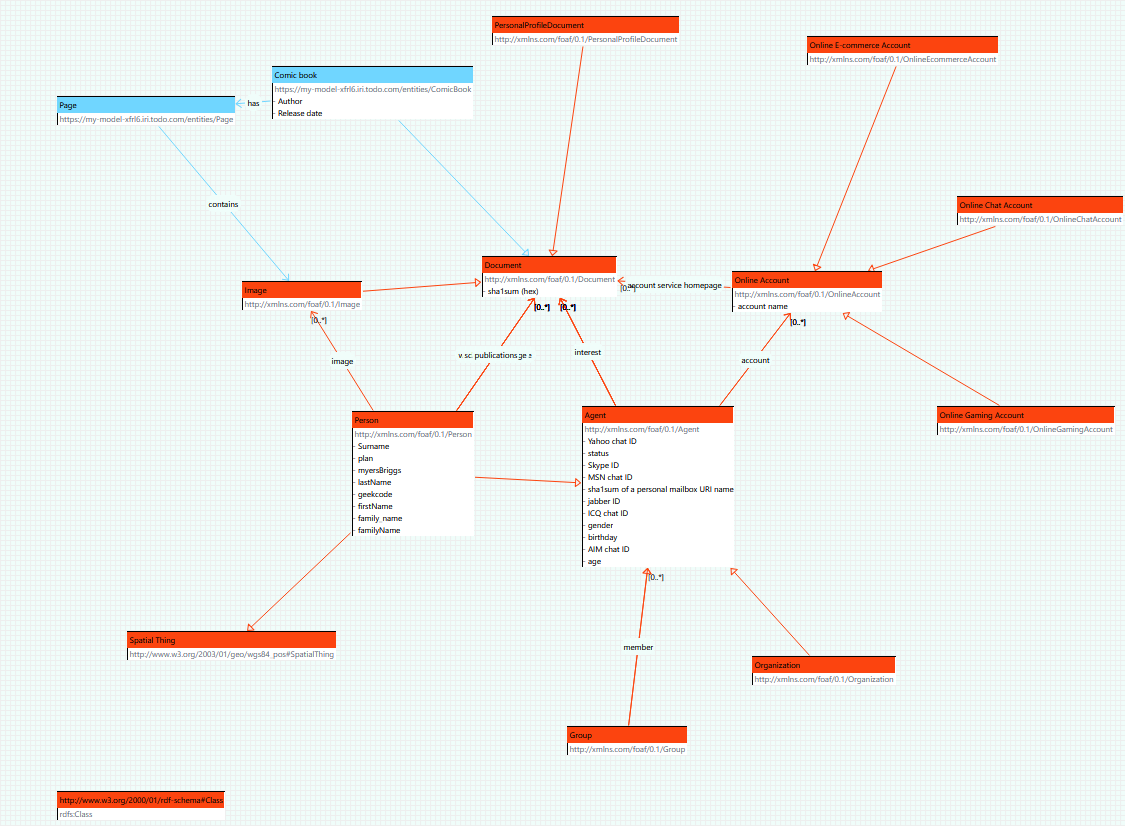 PersonalProfileDocument
http://xmlns.com/foaf/0.1/PersonalProfileDocument
Online E-commerce Account
http://xmlns.com/foaf/0.1/OnlineEcommerceAccount
Comic book
https://my-model-xfrl6.iri.todo.com/entities/ComicBook
Author
Release date
has
Page
https://my-model-xfrl6.iri.todo.com/entities/Page
contains
Online Chat Account
http://xmlns.com/foaf/0.1/OnlineChatAccount
Document
http://xmlns.com/foaf/0.1/Document
sha1sum (hex)
[0..*]
[0..*]
[0..*]
account service homepage
Online Account
http://xmlns.com/foaf/0.1/OnlineAccount
account name
[0..*]
Image
http://xmlns.com/foaf/0.1/Image
[0..*]
image
publications
interest
account
Person
http://xmlns.com/foaf/0.1/Person
Surname
plan
myersBriggs
lastName
geekcode
firstName
family_name
familyName
Agent
http://xmlns.com/foaf/0.1/Agent
Yahoo chat ID
status
Skype ID
MSN chat ID
sha1sum of a personal mailbox URI name
jabber ID
ICQ chat ID
gender
birthday
AIM chat ID
age
[0..*]
Online Gaming Account
http://xmlns.com/foaf/0.1/OnlineGamingAccount
Spatial Thing
http://www.w3.org/2003/01/geo/wgs84_pos#SpatialThing
member
Organization
http://xmlns.com/foaf/0.1/Organization
Group
http://xmlns.com/foaf/0.1/Group
http://www.w3.org/2000/01/rdf-schema#Class
rdfs:Class